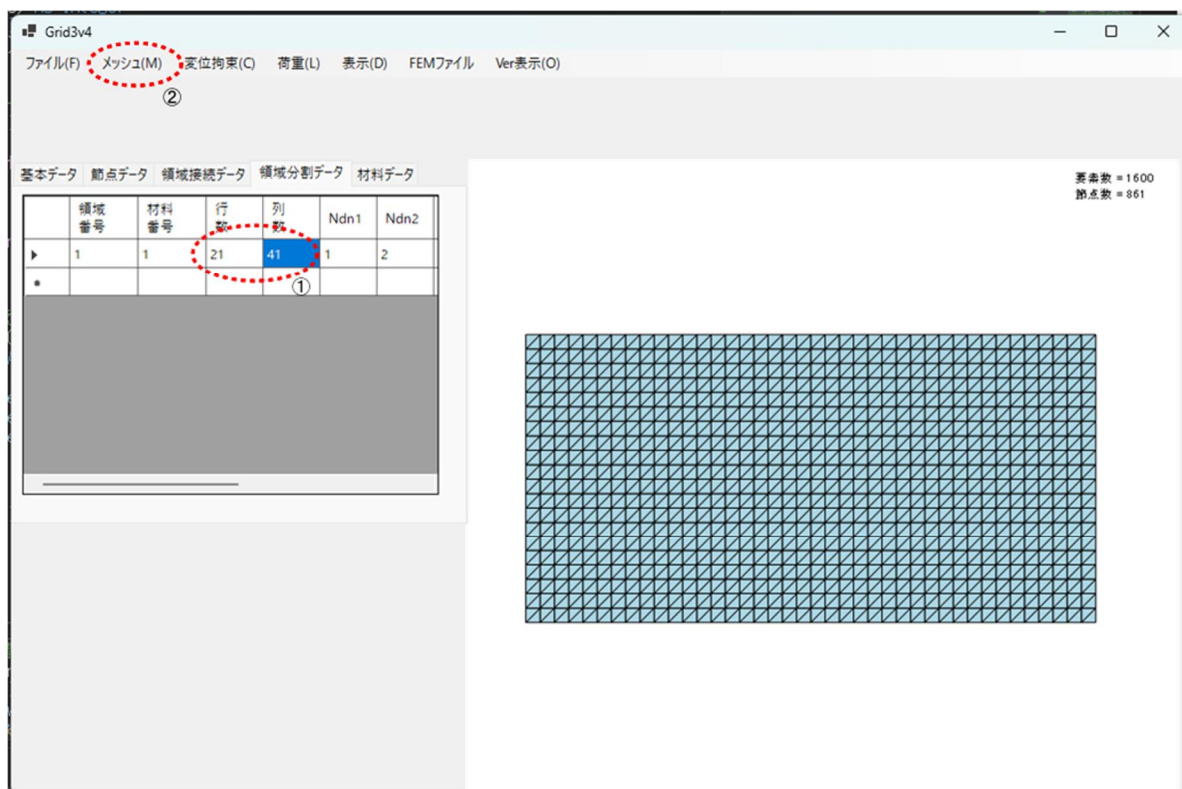 Grid3v4
ファイル(F) メッシュ(M) 変位拘束(C) 荷重(L) 表示(D) FEMファイル Ver表示(O)
②
基本データ 節点データ 領域接続データ 領域分割データ 材料データ
要素数 = 1600
節点数 = 861
領域番号 材料番号 行数 列数 Ndn1 Ndn2
1 1 21 41 1 2
①